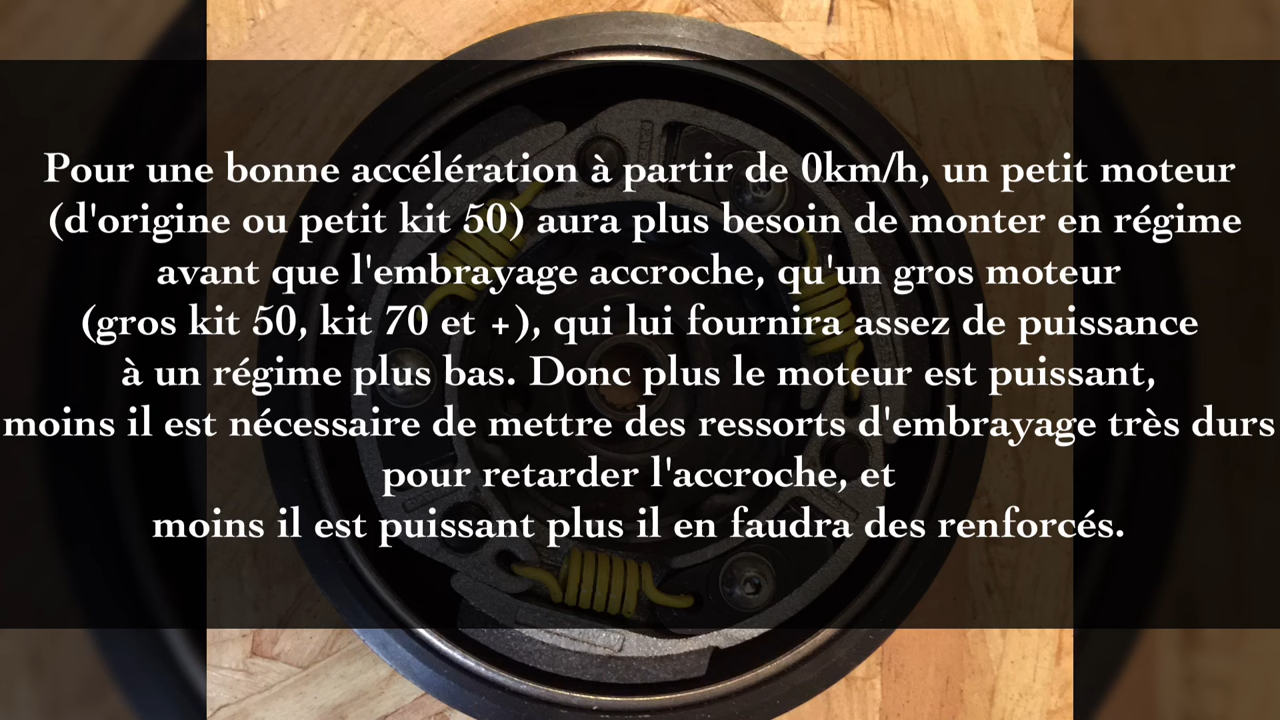 Pour une bonne accélération à partir de 0km/h, un petit moteur
(d'origine ou petit kit 50) aura plus besoin de monter en régime
avant que l'embrayage accroche, qu'un gros moteur
(gros kit 50, kit 70 et +), qui lui fournira assez de puissance
à un régime plus bas. Donc plus le moteur est puissant,
moins il est nécessaire de mettre des ressorts d'embrayage très durs
pour retarder l'accroche, et
moins il est puissant plus il en faudra des renforcés.